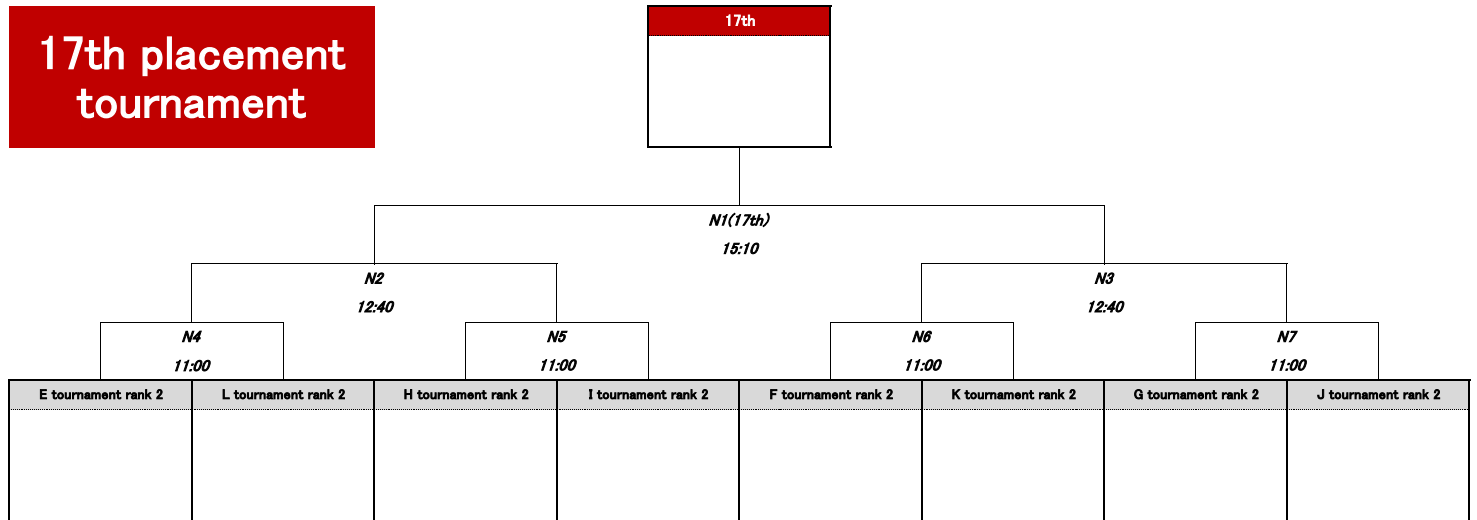 17th placement
tournament
17th
N1(17th)
15:10
N2
N3
12:40
12:40
N4
N5
N6
N7
11:00
11:00
11:00
11:00
E tournament rank 2
L tournament rank 2
H tournament rank 2
I tournament rank 2
F tournament rank 2
K tournament rank 2
G tournament rank 2
J tournament rank 2